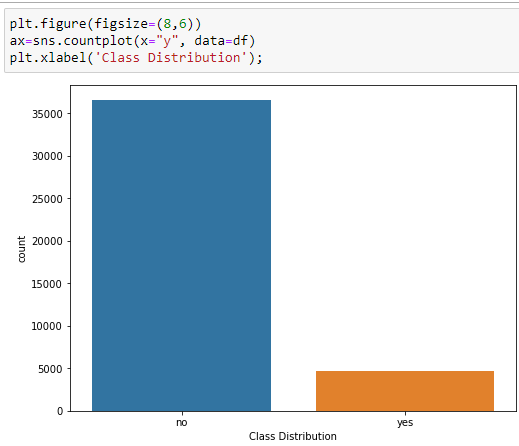 plt.figure(figsize=(8,6))
ax=sns.countplot(x="y", data=df)
plt.xlabel('Class Distribution');
35000
30000
25000
20000
15000
10000
5000
0
count
no yes
Class Distribution